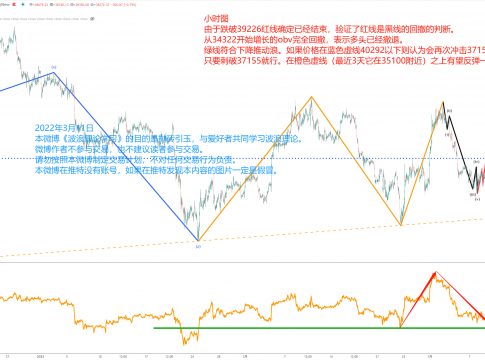 小时图
由于跌破39226红线确定已经结束，验证了红线是黑线的回撤的判断。
从34322开始增长的obv完全回撤，表示多头已经撤退。
绿线符合下降推动浪。如果价格在蓝色虚线40292以下则认为会再次冲击3715
只要刺破37155就行。在橙色虚线（最近3天它在35100附近）之上有望反弹一
2022年3月11日
本微博《波浪理论学习》的目的是抛砖引玉，与爱好者共同学习波浪理论。
微博作者不参与交易，也不建议读者参与交易。
请勿按照本微博制定交易计划，不对任何交易行为负责。
本微博在推特没有账号，如果在推特发现本内容的图片一定是假冒。